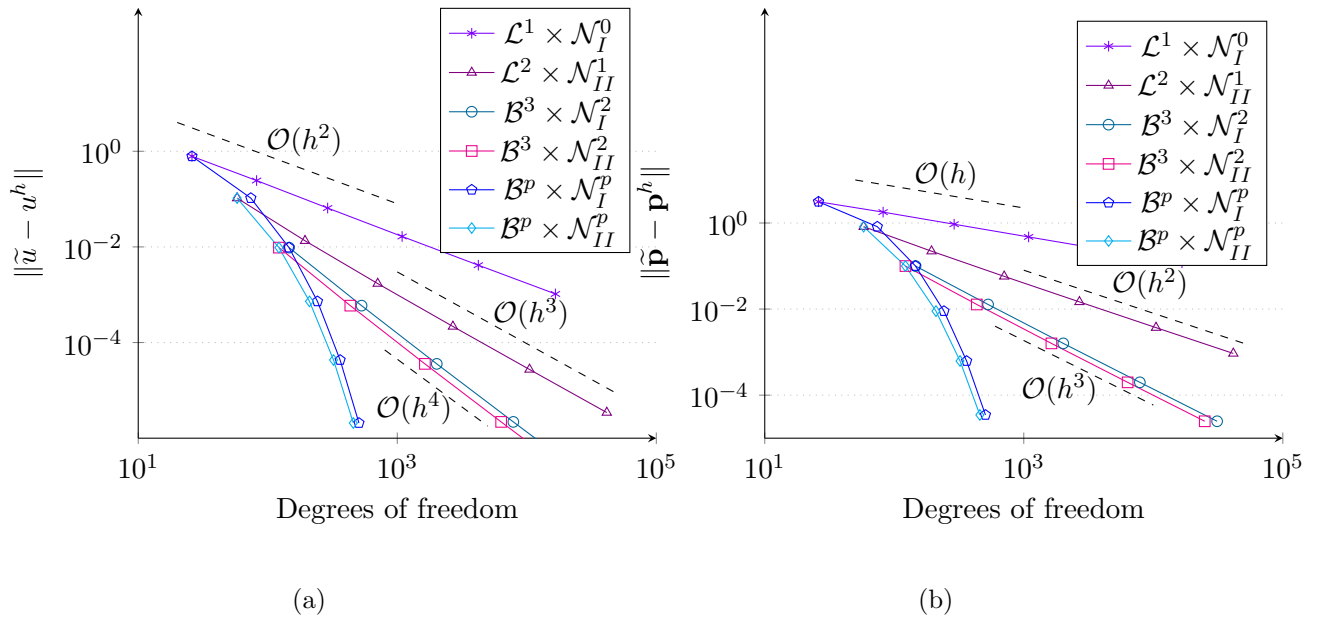 ‖ũ − u^h‖
10^0
10^−2
10^−4
10^1
10^3
10^5
Degrees of freedom
O(h^2)
O(h^3)
O(h^4)
L^1 × N_I^0
L^2 × N_{II}^1
B^3 × N_I^2
B^3 × N_{II}^2
B^p × N_I^p
B^p × N_{II}^p
(a)
‖p̃ − p^h‖
10^0
10^−2
10^−4
10^1
10^3
10^5
Degrees of freedom
O(h)
O(h^2)
O(h^3)
L^1 × N_I^0
L^2 × N_{II}^1
B^3 × N_I^2
B^3 × N_{II}^2
B^p × N_I^p
B^p × N_{II}^p
(b)